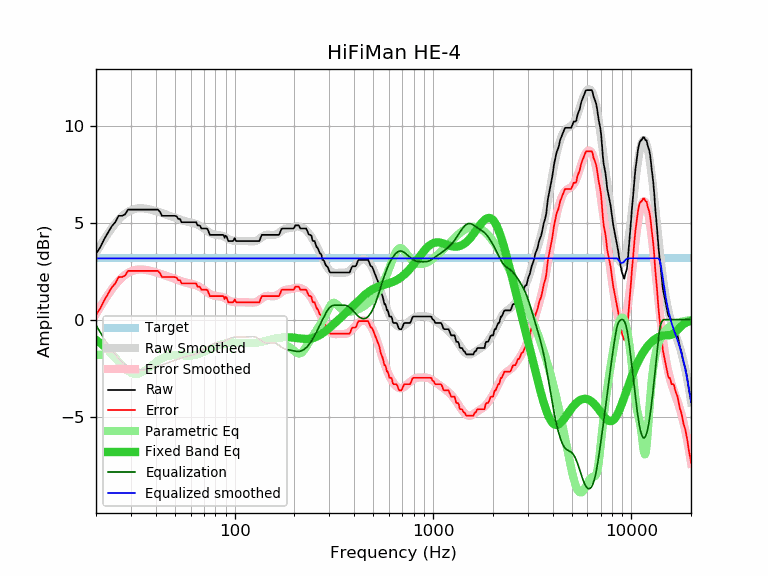 HiFiMan HE-4
Amplitude (dBr)
10
5
0
−5
Target
Raw Smoothed
Error Smoothed
Raw
Error
Parametric Eq
Fixed Band Eq
Equalization
Equalized smoothed
100
1000
10000
Frequency (Hz)